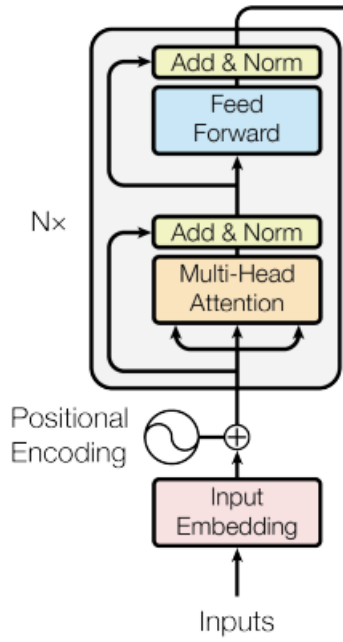 Add & Norm
Feed
Forward
N×
Add & Norm
Multi-Head
Attention
Positional
Encoding
Input
Embedding
Inputs